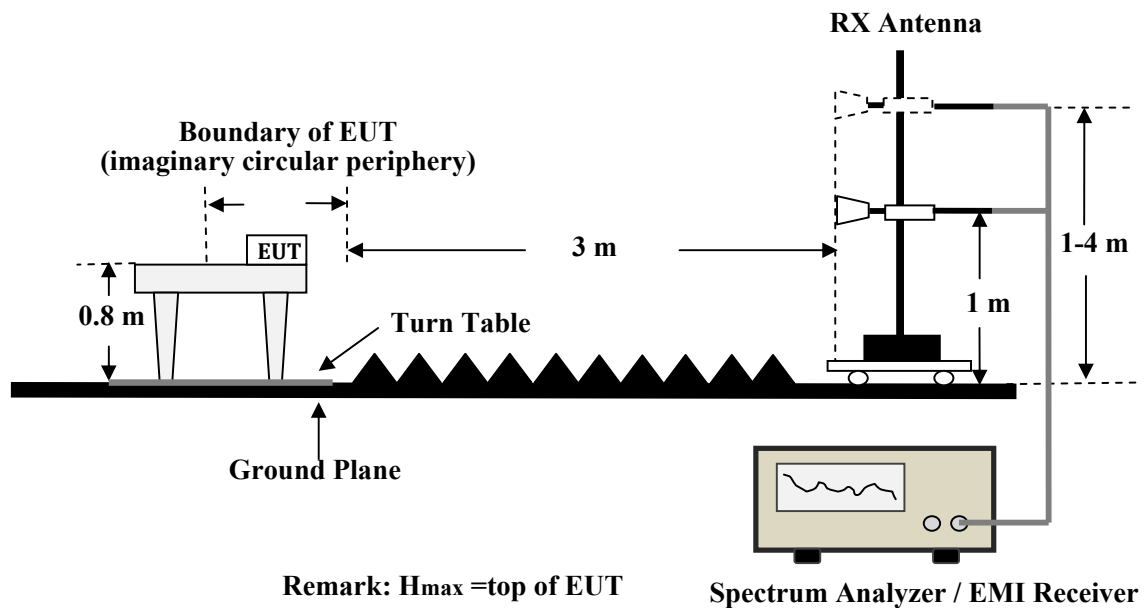 RX Antenna
Boundary of EUT
(imaginary circular periphery)
3 m
1-4 m
EUT
1 m
0.8 m
Turn Table
Ground Plane
Remark: Hmax =top of EUT
Spectrum Analyzer / EMI Receiver